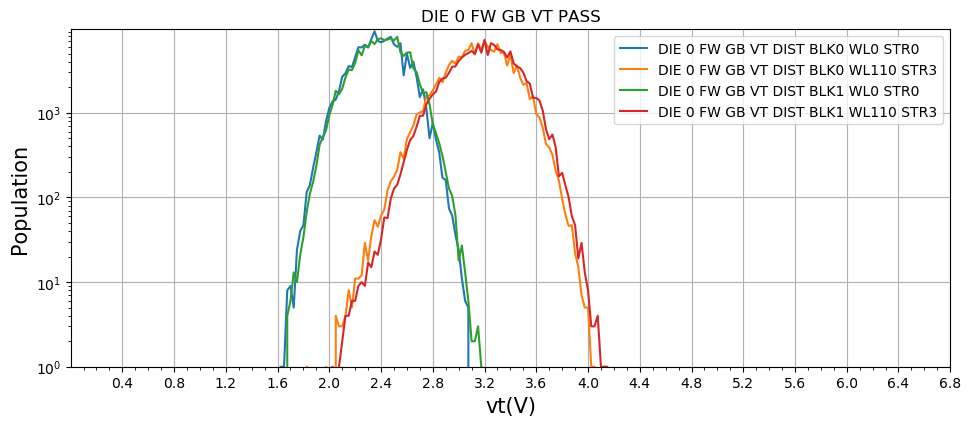 DIE 0 FW GB VT PASS
DIE 0 FW GB VT DIST BLK0 WL0 STR0
DIE 0 FW GB VT DIST BLK0 WL110 STR3
DIE 0 FW GB VT DIST BLK1 WL0 STR0
DIE 0 FW GB VT DIST BLK1 WL110 STR3
Population
10³
10²
10¹
10⁰
0.4 0.8 1.2 1.6 2.0 2.4 2.8 3.2 3.6 4.0 4.4 4.8 5.2 5.6 6.0 6.4 6.8
vt(V)